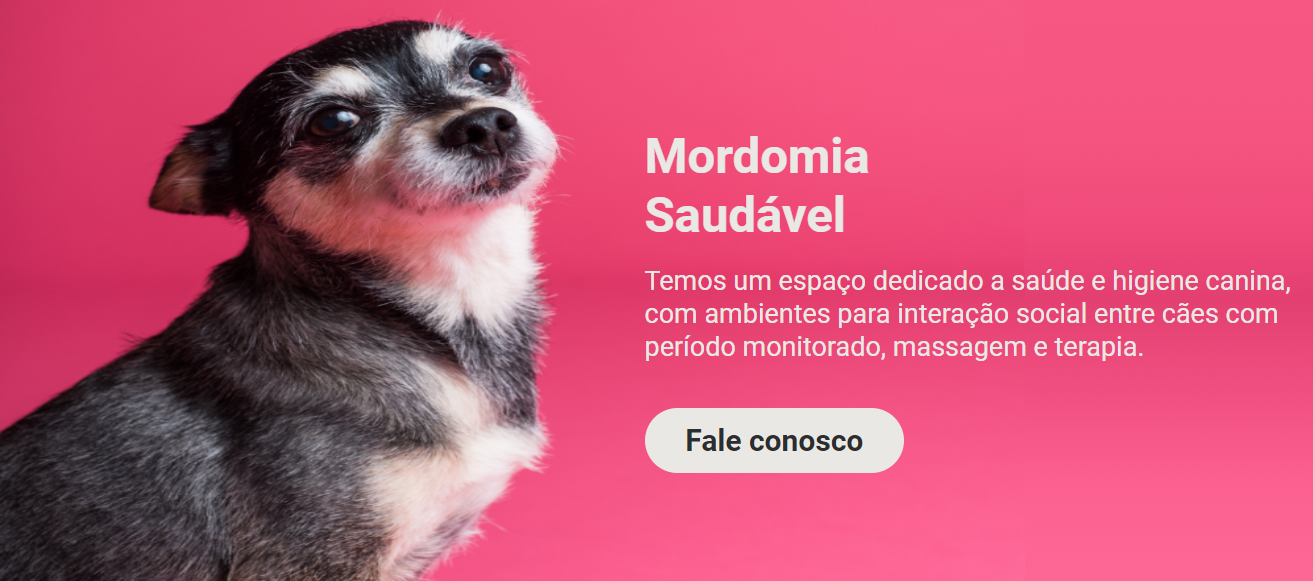 Mordomia
Saudável
Temos um espaço dedicado a saúde e higiene canina,
com ambientes para interação social entre cães com
período monitorado, massagem e terapia.
Fale conosco